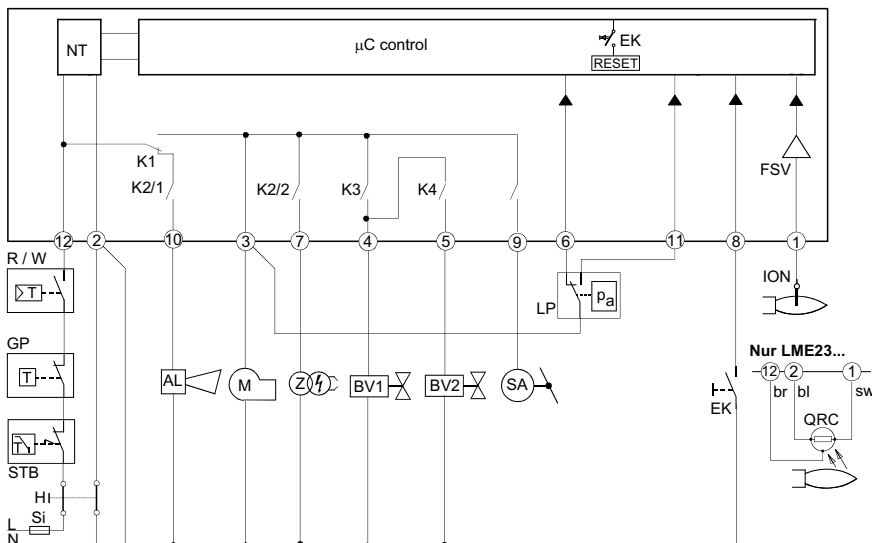 NT
µC control
EK
RESET
FSV
K1
K2/1
K2/2
K3
K4
12
2
10
3
7
4
5
9
6
11
8
1
R / W
T
GP
T
STB
T
H
Si
L
N
AL
M
Z
BV1
BV2
SA
LP
pa
EK
ION
Nur LME23...
12
2
1
br
bl
sw
QRC